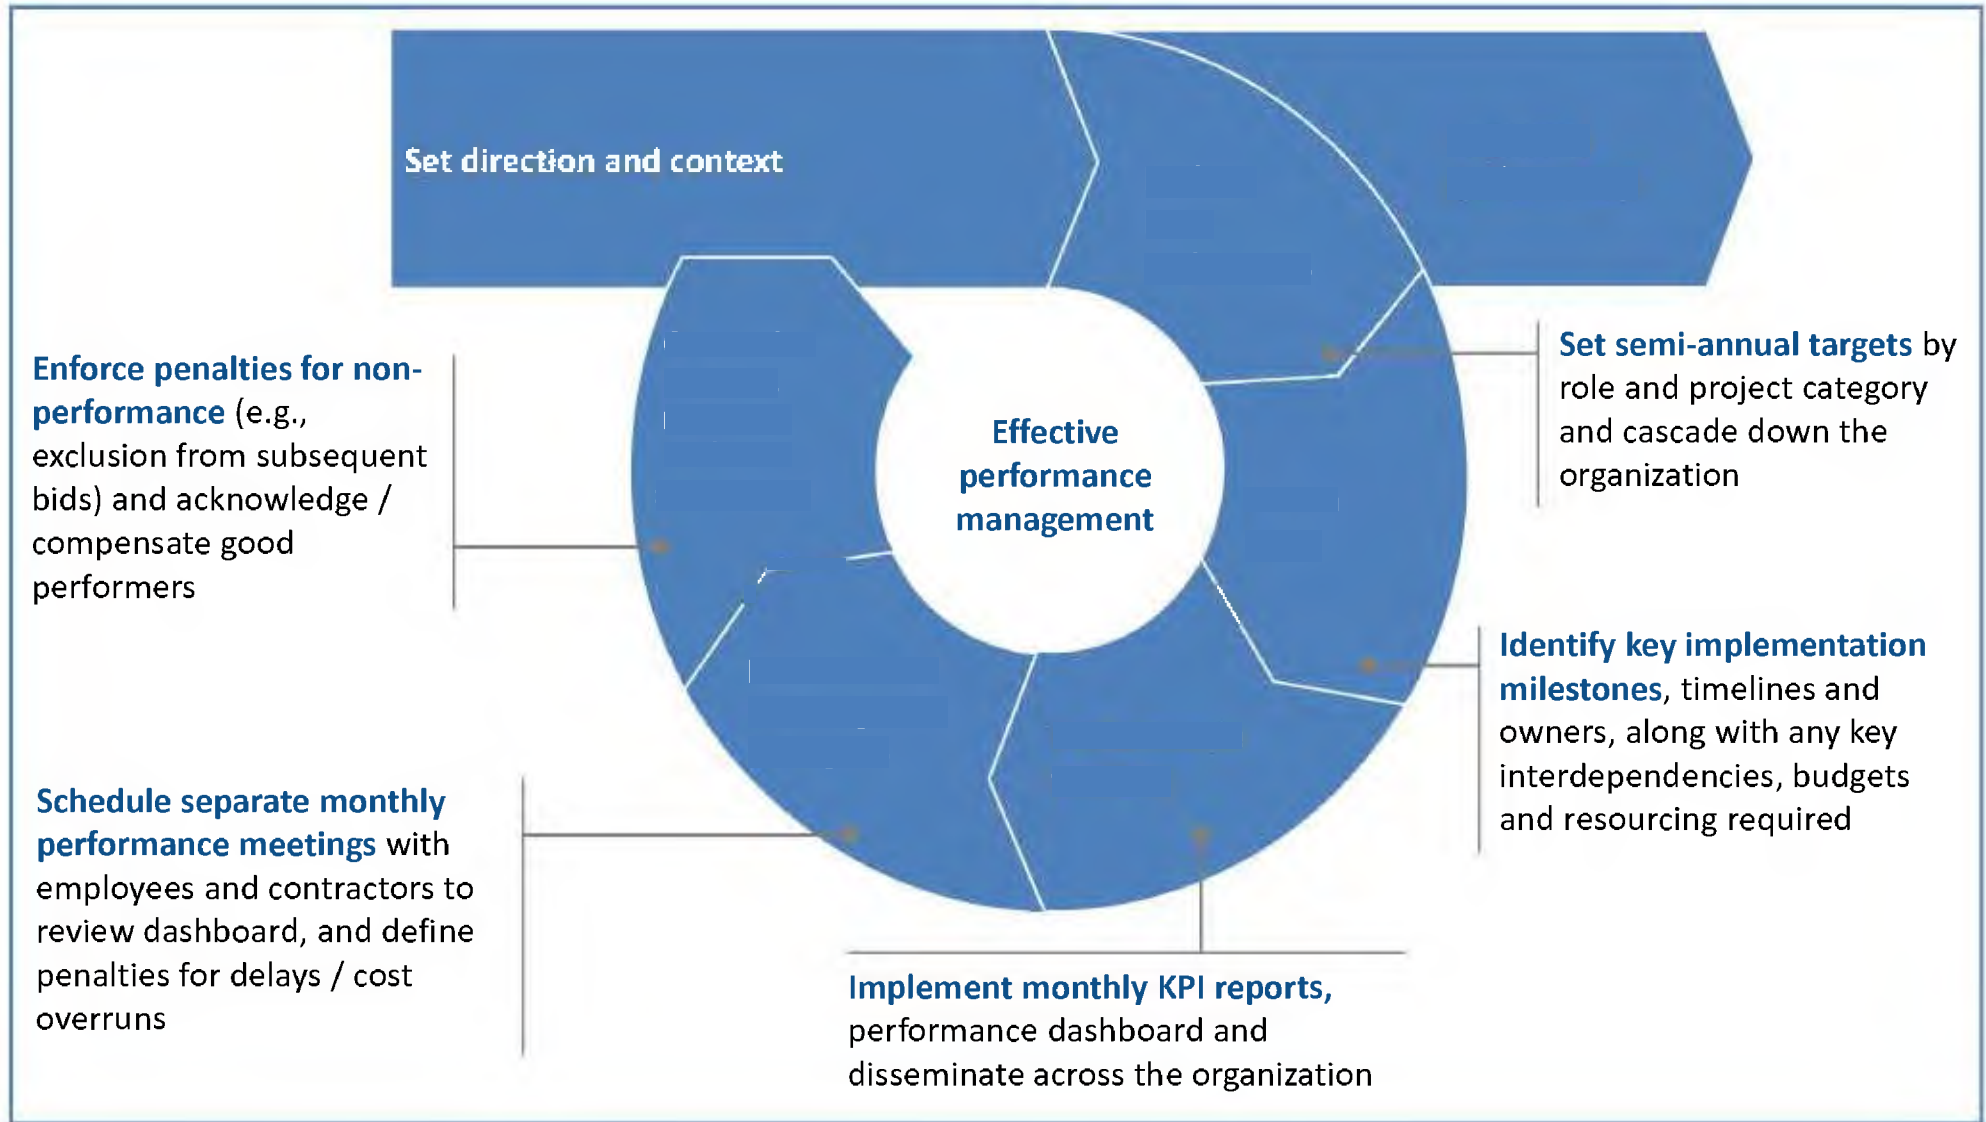 Set direction and context
Enforce penalties for non-
performance (e.g.,
exclusion from subsequent
bids) and acknowledge /
compensate good
performers
Effective
performance
management
Set semi-annual targets by
role and project category
and cascade down the
organization
Identify key implementation
milestones, timelines and
owners, along with any key
interdependencies, budgets
and resourcing required
Schedule separate monthly
performance meetings with
employees and contractors to
review dashboard, and define
penalties for delays / cost
overruns
Implement monthly KPI reports,
performance dashboard and
disseminate across the organization